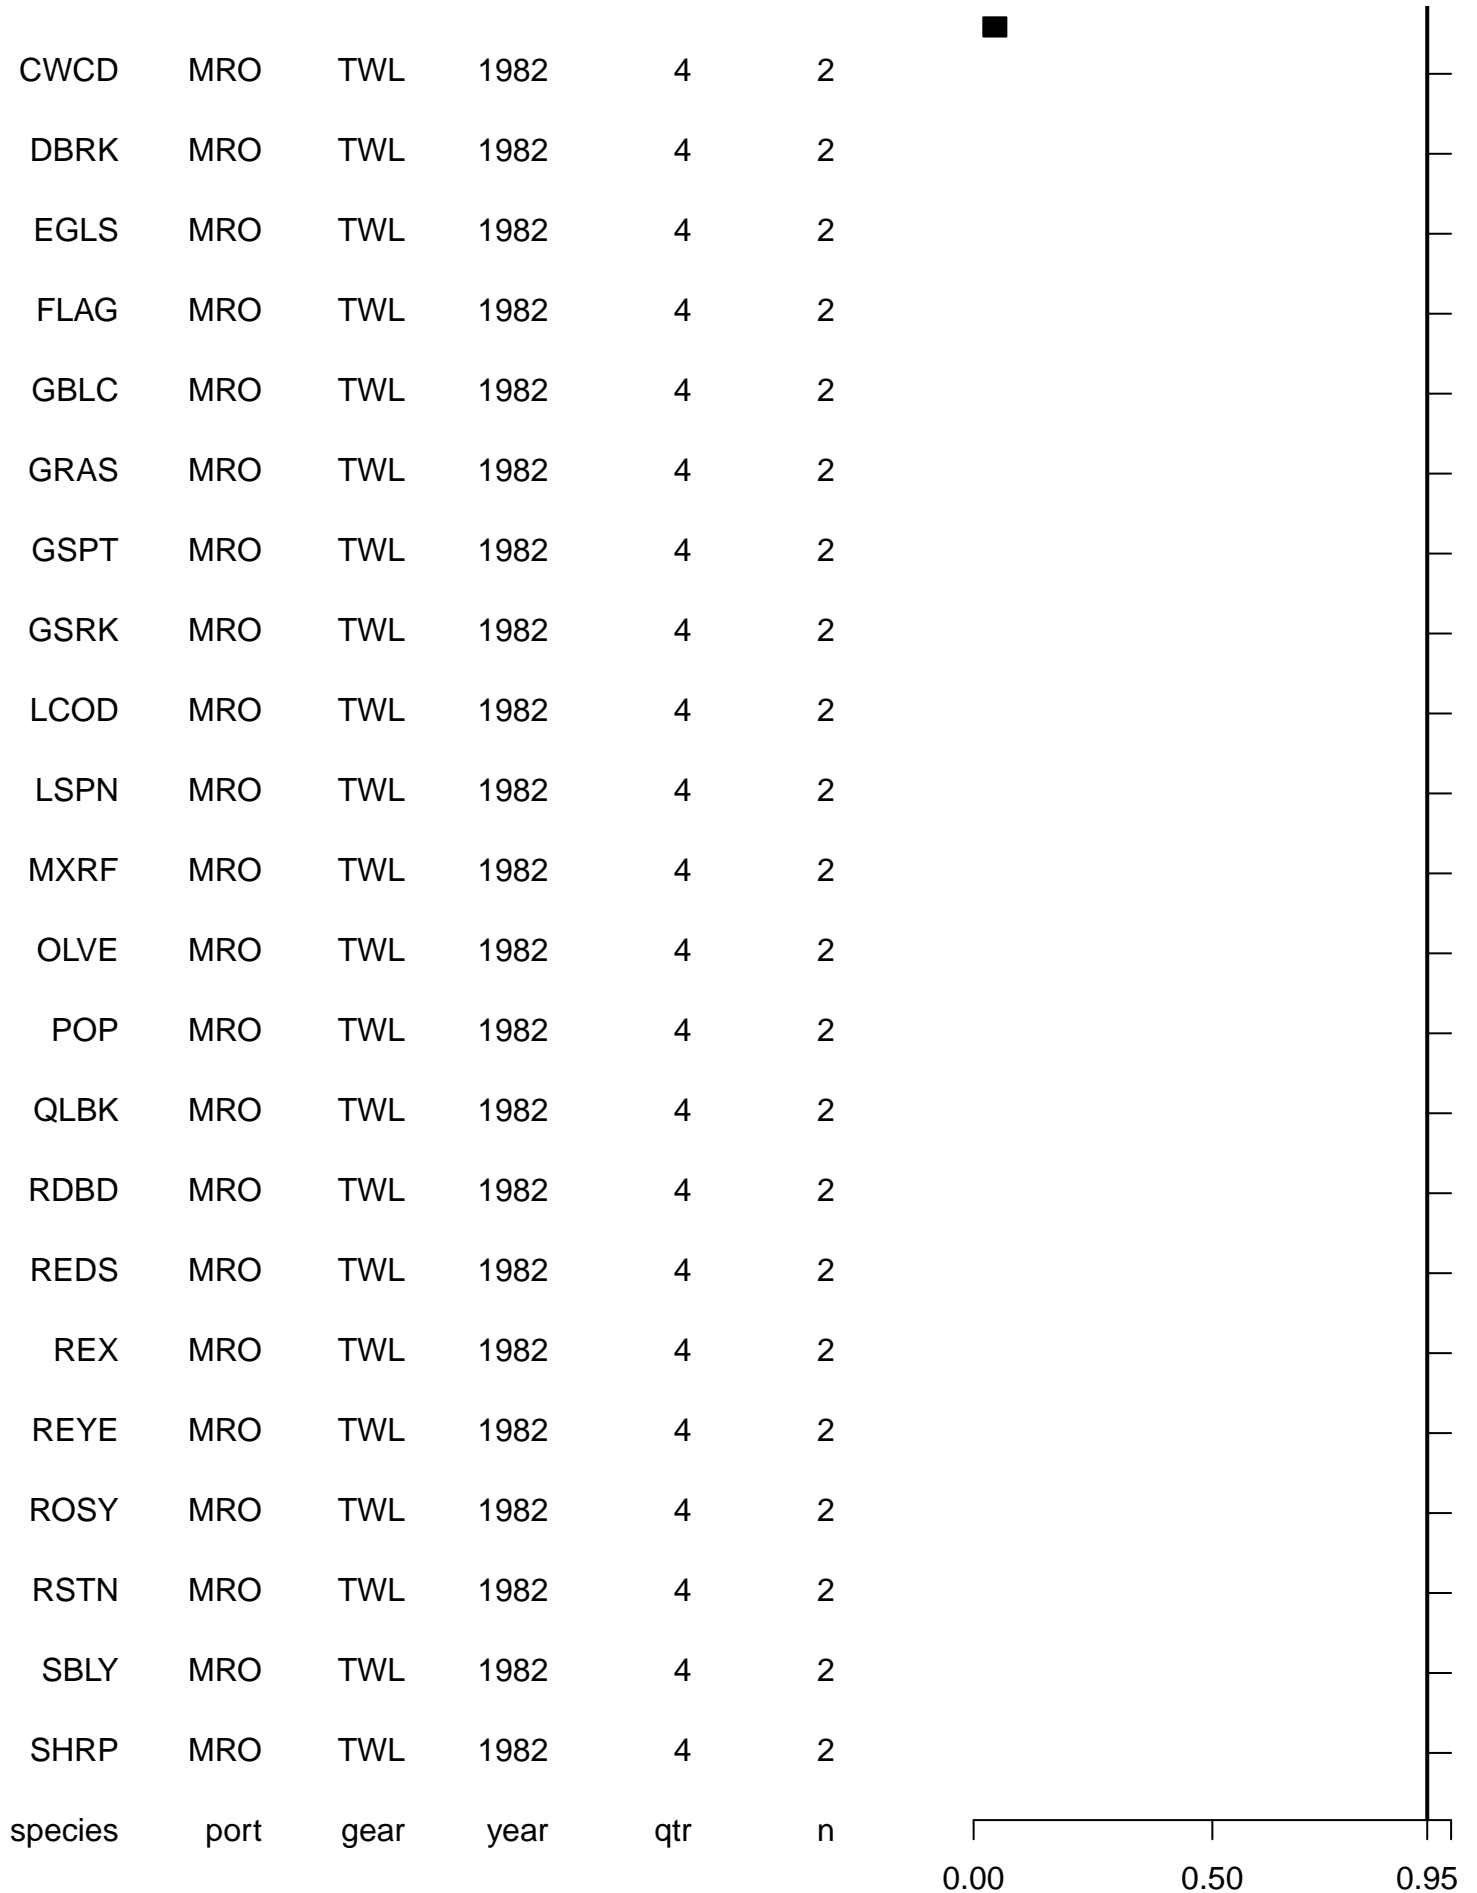 CWCD MRO TWL 1982 4 2
DBRK MRO TWL 1982 4 2
EGLS MRO TWL 1982 4 2
FLAG MRO TWL 1982 4 2
GBLC MRO TWL 1982 4 2
GRAS MRO TWL 1982 4 2
GSPT MRO TWL 1982 4 2
GSRK MRO TWL 1982 4 2
LCOD MRO TWL 1982 4 2
LSPN MRO TWL 1982 4 2
MXRF MRO TWL 1982 4 2
OLVE MRO TWL 1982 4 2
POP MRO TWL 1982 4 2
QLBK MRO TWL 1982 4 2
RDBD MRO TWL 1982 4 2
REDS MRO TWL 1982 4 2
REX MRO TWL 1982 4 2
REYE MRO TWL 1982 4 2
ROSY MRO TWL 1982 4 2
RSTN MRO TWL 1982 4 2
SBLY MRO TWL 1982 4 2
SHRP MRO TWL 1982 4 2
species port gear year qtr n
0.00 0.50 0.95